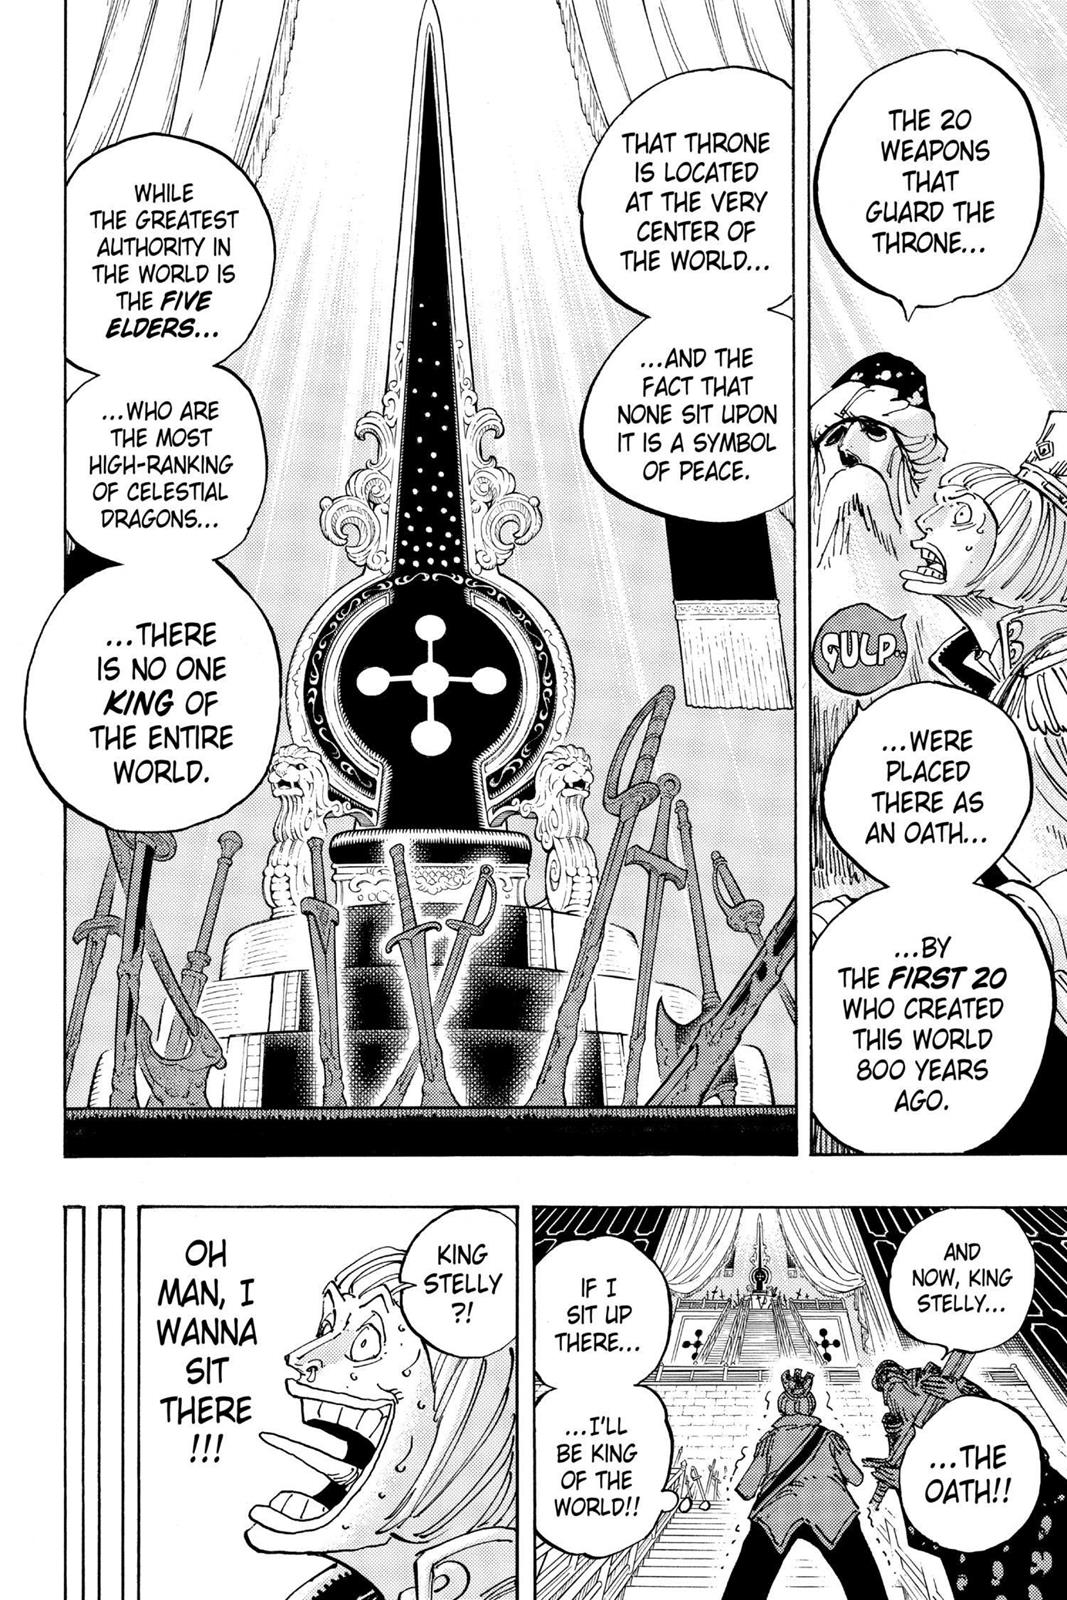 THE 20
WEAPONS
THAT
GUARD THE
THRONE...
GULP..
...WERE
PLACED
THERE AS
AN OATH...
...BY
THE FIRST 20
WHO CREATED
THIS WORLD
800 YEARS
AGO.
THAT THRONE
IS LOCATED
AT THE VERY
CENTER OF
THE WORLD...
...AND THE
FACT THAT
NONE SIT UPON
IT IS A SYMBOL
OF PEACE.
WHILE
THE GREATEST
AUTHORITY IN
THE WORLD IS
THE FIVE
ELDERS...
...WHO ARE
THE MOST
HIGH-RANKING
OF CELESTIAL
DRAGONS...
...THERE
IS NO ONE
KING OF
THE ENTIRE
WORLD.
AND
NOW, KING
STELLY...
...THE
OATH!!
IF I
SIT UP
THERE...
...I'LL
BE KING
OF THE
WORLD!!
KING
STELLY
?!
OH
MAN, I
WANNA
SIT
THERE
!!!